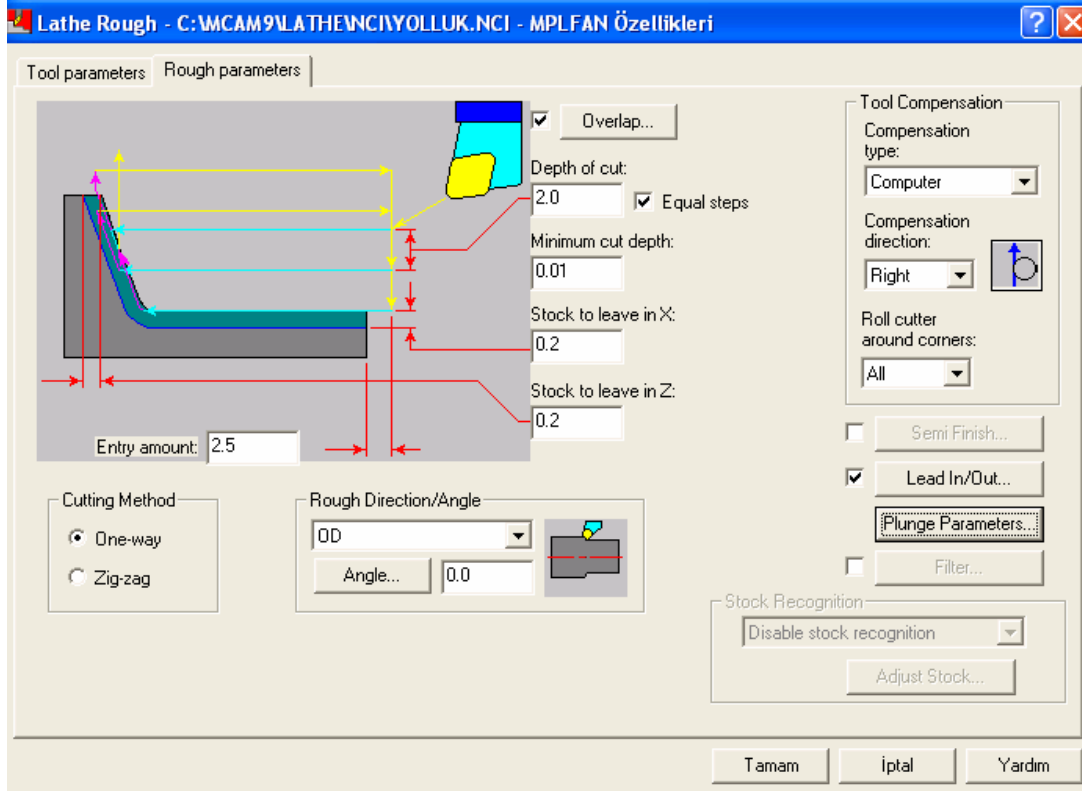 Lathe Rough - C:\MCAM9\LATHE\NCI\YOLLUK.NCI - MPLFAN Özellikleri
Tool parameters
Rough parameters
Overlap...
Depth of cut:
2.0
Equal steps
Minimum cut depth:
0.01
Stock to leave in X:
0.2
Stock to leave in Z:
0.2
Entry amount: 2.5
Tool Compensation
Compensation
type:
Computer
Compensation
direction:
Right
Roll cutter
around corners:
All
Semi Finish...
Lead In/Out...
Plunge Parameters...
Filter...
Cutting Method
One-way
Zig-zag
Rough Direction/Angle
OD
Angle...
0.0
Stock Recognition
Disable stock recognition
Adjust Stock...
Tamam
İptal
Yardım